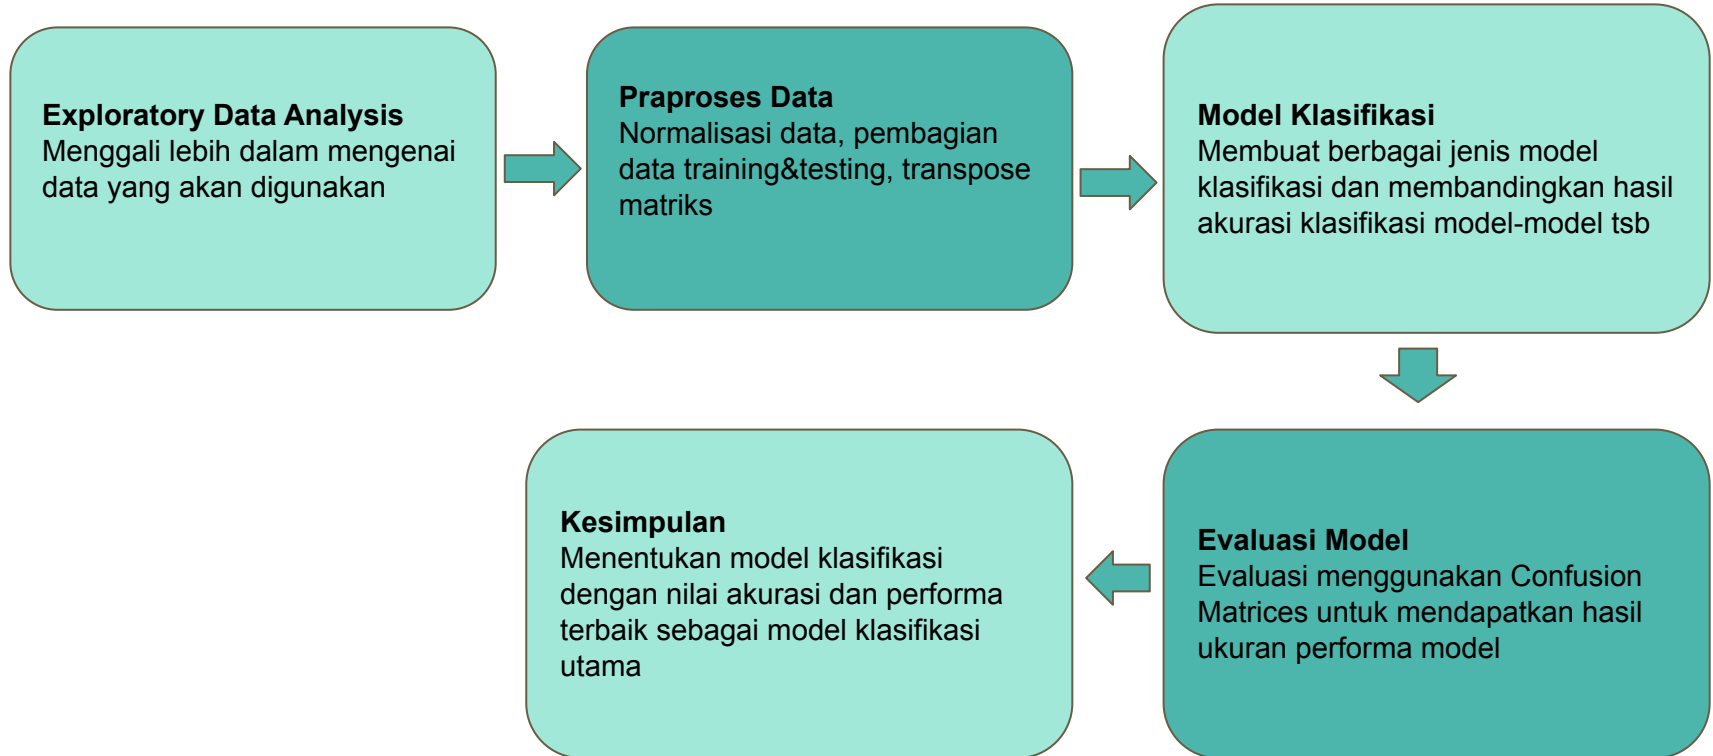 Exploratory Data Analysis
Menggali lebih dalam mengenai
data yang akan digunakan
Praproses Data
Normalisasi data, pembagian
data training&testing, transpose
matriks
Model Klasifikasi
Membuat berbagai jenis model
klasifikasi dan membandingkan hasil
akurasi klasifikasi model-model tsb
Evaluasi Model
Evaluasi menggunakan Confusion
Matrices untuk mendapatkan hasil
ukuran performa model
Kesimpulan
Menentukan model klasifikasi
dengan nilai akurasi dan performa
terbaik sebagai model klasifikasi
utama